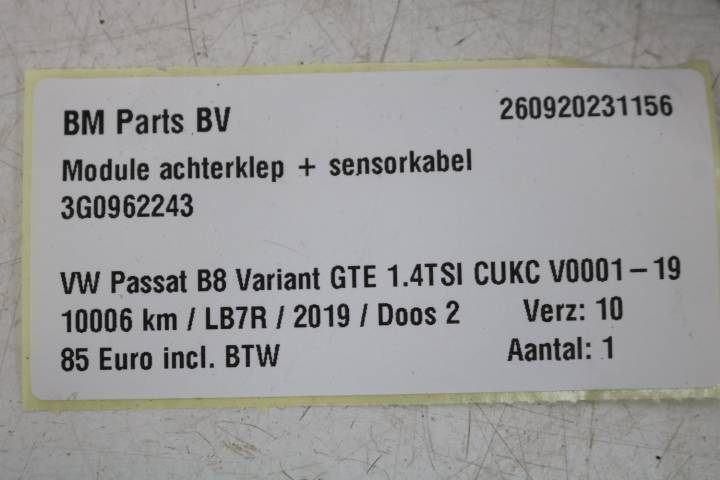 BM Parts BV 260920231156
Module achterklep + sensorkabel
3G0962243
VW Passat B8 Variant GTE 1.4TSI CUKC V0001-19
10006 km / LB7R / 2019 / Doos 2 Verz: 10
85 Euro incl. BTW Aantal: 1